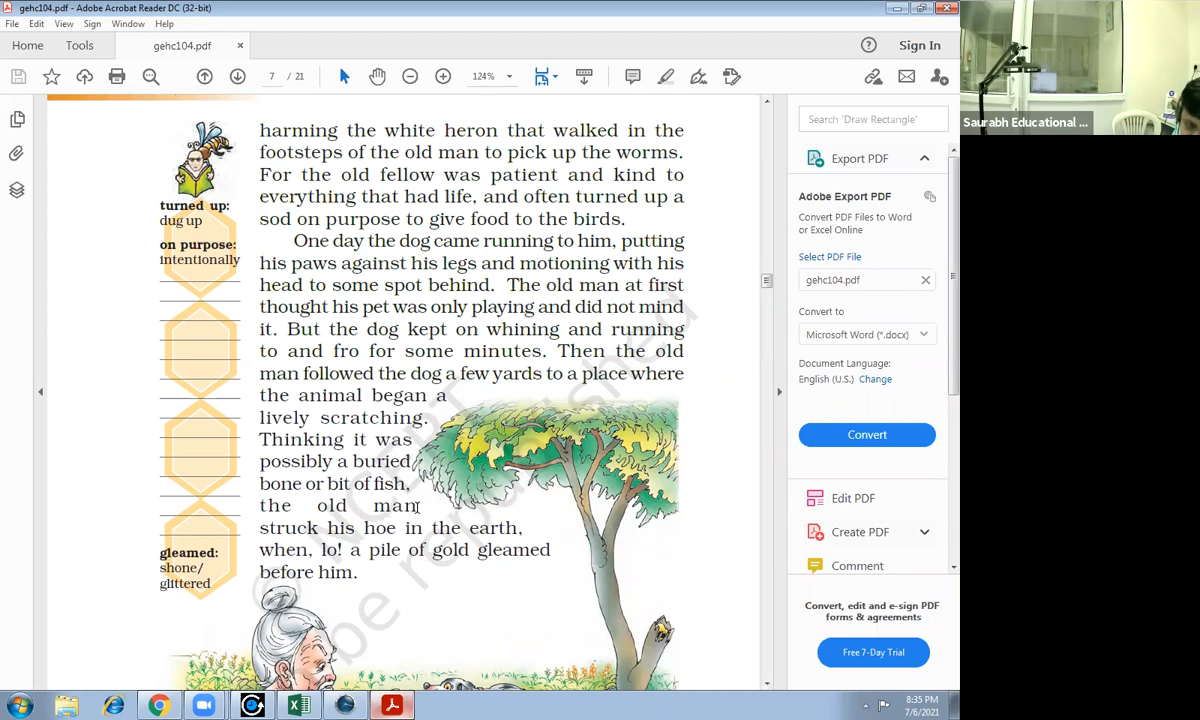 gehc104.pdf - Adobe Acrobat Reader DC (32-bit)
File Edit View Sign Window Help
Home Tools gehc104.pdf × Sign In
7 / 21 124%
harming the white heron that walked in the
footsteps of the old man to pick up the worms.
For the old fellow was patient and kind to
everything that had life, and often turned up a
sod on purpose to give food to the birds.
One day the dog came running to him, putting
his paws against his legs and motioning with his
head to some spot behind. The old man at first
thought his pet was only playing and did not mind
it. But the dog kept on whining and running
to and fro for some minutes. Then the old
man followed the dog a few yards to a place where
the animal began a
lively scratching.
Thinking it was
possibly a buried
bone or bit of fish,
the old man
struck his hoe in the earth,
when, lo! a pile of gold gleamed
before him.
turned up:
dug up
on purpose:
intentionally
gleamed:
shone/
glittered
© NCERT
be republished
Search 'Draw Rectangle'
Export PDF
Adobe Export PDF
Convert PDF Files to Word
or Excel Online
Select PDF File
gehc104.pdf
Convert to
Microsoft Word (*.docx)
Document Language:
English (U.S.) Change
Convert
Edit PDF
Create PDF
Comment
Convert, edit and e-sign PDF
forms & agreements
Free 7-Day Trial
Saurabh Educational ...
8:35 PM
7/6/2021